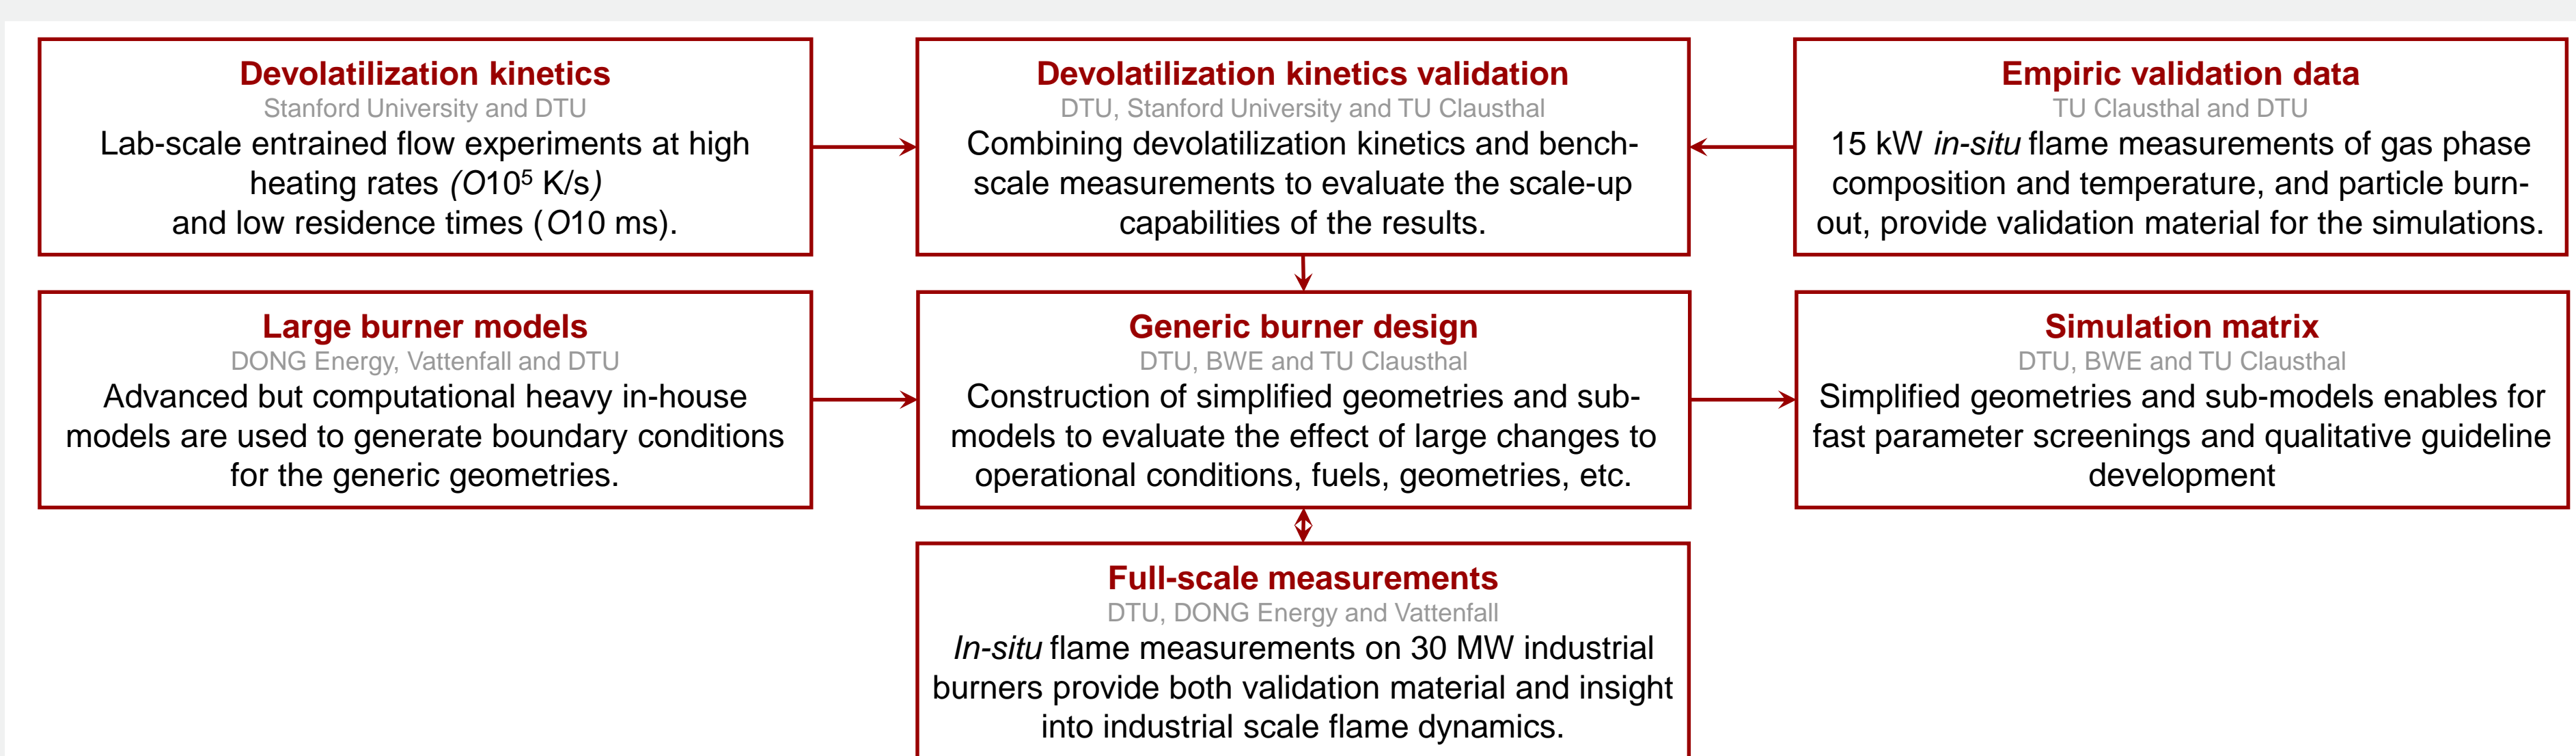 Devolatilization kinetics
Stanford University and DTU
Lab-scale entrained flow experiments at high
heating rates (O10⁵ K/s)
and low residence times (O10 ms).
Devolatilization kinetics validation
DTU, Stanford University and TU Clausthal
Combining devolatilization kinetics and bench-
scale measurements to evaluate the scale-up
capabilities of the results.
Empiric validation data
TU Clausthal and DTU
15 kW in-situ flame measurements of gas phase
composition and temperature, and particle burn-
out, provide validation material for the simulations.
Large burner models
DONG Energy, Vattenfall and DTU
Advanced but computational heavy in-house
models are used to generate boundary conditions
for the generic geometries.
Generic burner design
DTU, BWE and TU Clausthal
Construction of simplified geometries and sub-
models to evaluate the effect of large changes to
operational conditions, fuels, geometries, etc.
Simulation matrix
DTU, BWE and TU Clausthal
Simplified geometries and sub-models enables for
fast parameter screenings and qualitative guideline
development
Full-scale measurements
DTU, DONG Energy and Vattenfall
In-situ flame measurements on 30 MW industrial
burners provide both validation material and insight
into industrial scale flame dynamics.